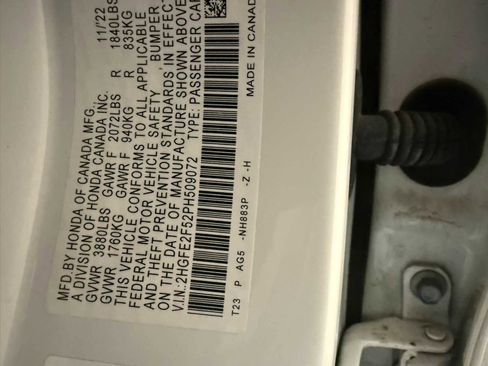 MFD.BY HONDA OF CANADA MFG.,
A DIVISION OF HONDA CANADA INC. 11/22
GVWR 3880LBS GAWR F 2072LBS R 1840LBS
GVWR 1760KG GAWR F 940KG R 835KG
THIS VEHICLE CONFORMS TO ALL APPLICABLE
FEDERAL MOTOR VEHICLE SAFETY , BUMPER ,
AND THEFT PREVENTION STANDARDS IN EFFECT
ON THE DATE OF MANUFACTURE SHOWN ABOVE
V.I.N:2HGFE2F52PH509072 TYPE: PASSENGER CAR
T23 P AG5 -NH883P -Z -H
MADE IN CANADA